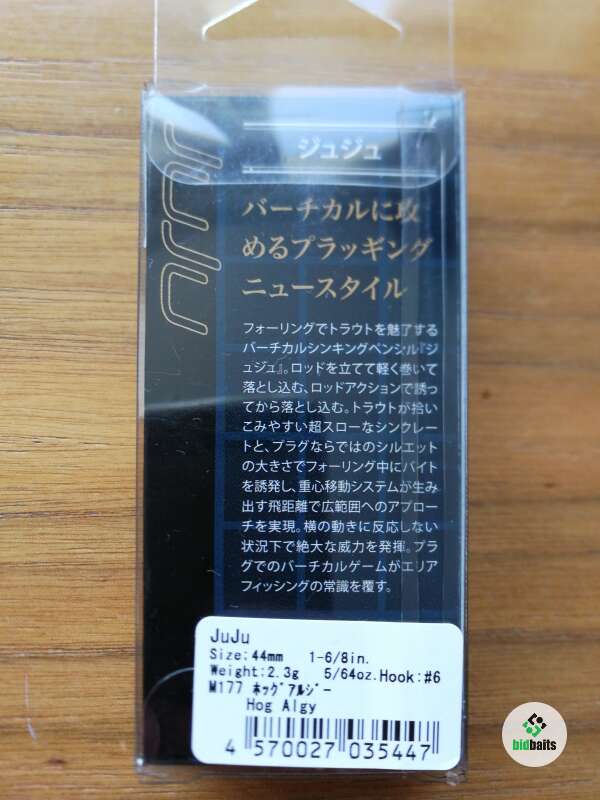 JUJU
ジュジュ
バーチカルに攻
めるプラッギング
ニュースタイル
フォーリングでトラウトを魅了する
バーチカルシンキングペンシル『ジ
ュジュ』。ロッドを立てて軽く巻いて
落とし込む、ロッドアクションで誘っ
てから落とし込む。トラウトが拾い
こみやすい超スローなシンクレー
トと、プラグならではのシルエット
の大きさでフォーリング中にバイト
を誘発し、重心移動システムが生み
出す飛距離で広範囲へのアプロー
チを実現。横の動きに反応しない
状況下で絶大な威力を発揮。プラ
グでのバーチカルゲームがエリア
フィッシングの常識を覆す。
JuJu
Size:44mm 1-6/8in.
Weight:2.3g 5/64oz.Hook:#6
M177 ホッグアルジー
Hog Algy
4 570027 035447
bidbaits